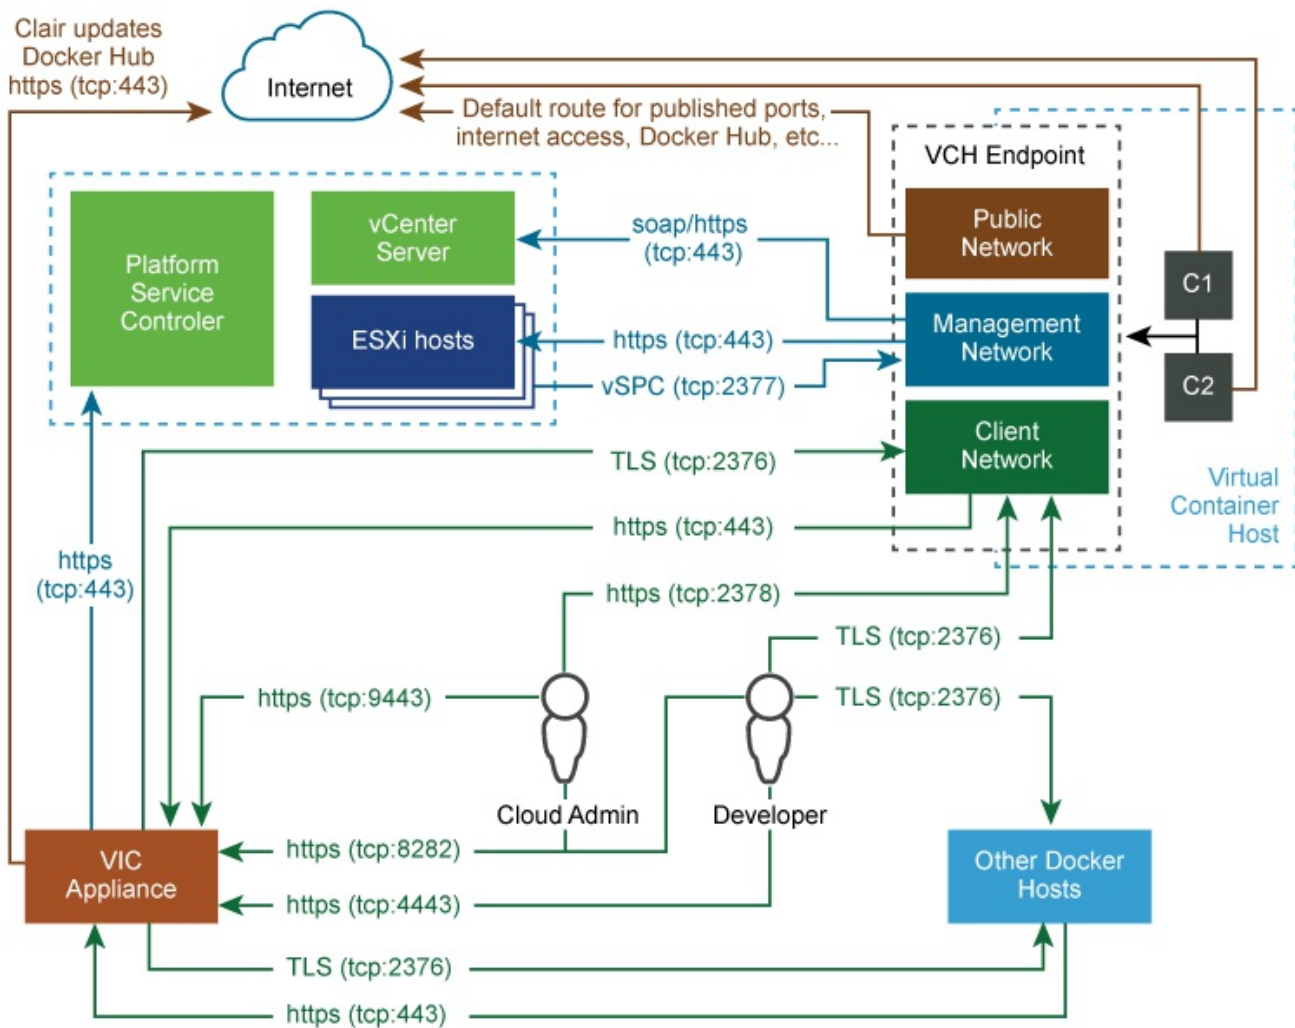 Clair updates
Docker Hub
https (tcp:443)
Internet
Default route for published ports,
internet access, Docker Hub, etc...
VCH Endpoint
Public
Network
Platform
Service
Controler
vCenter
Server
soap/https
(tcp:443)
C1
ESXi hosts
https (tcp:443)
Management
Network
vSPC (tcp:2377)
C2
Client
Network
TLS (tcp:2376)
Virtual
Container
Host
https (tcp:443)
https
(tcp:443)
https (tcp:2378)
TLS (tcp:2376)
https (tcp:9443)
TLS (tcp:2376)
Cloud Admin
Developer
https (tcp:8282)
VIC
Appliance
Other Docker
Hosts
https (tcp:4443)
TLS (tcp:2376)
https (tcp:443)